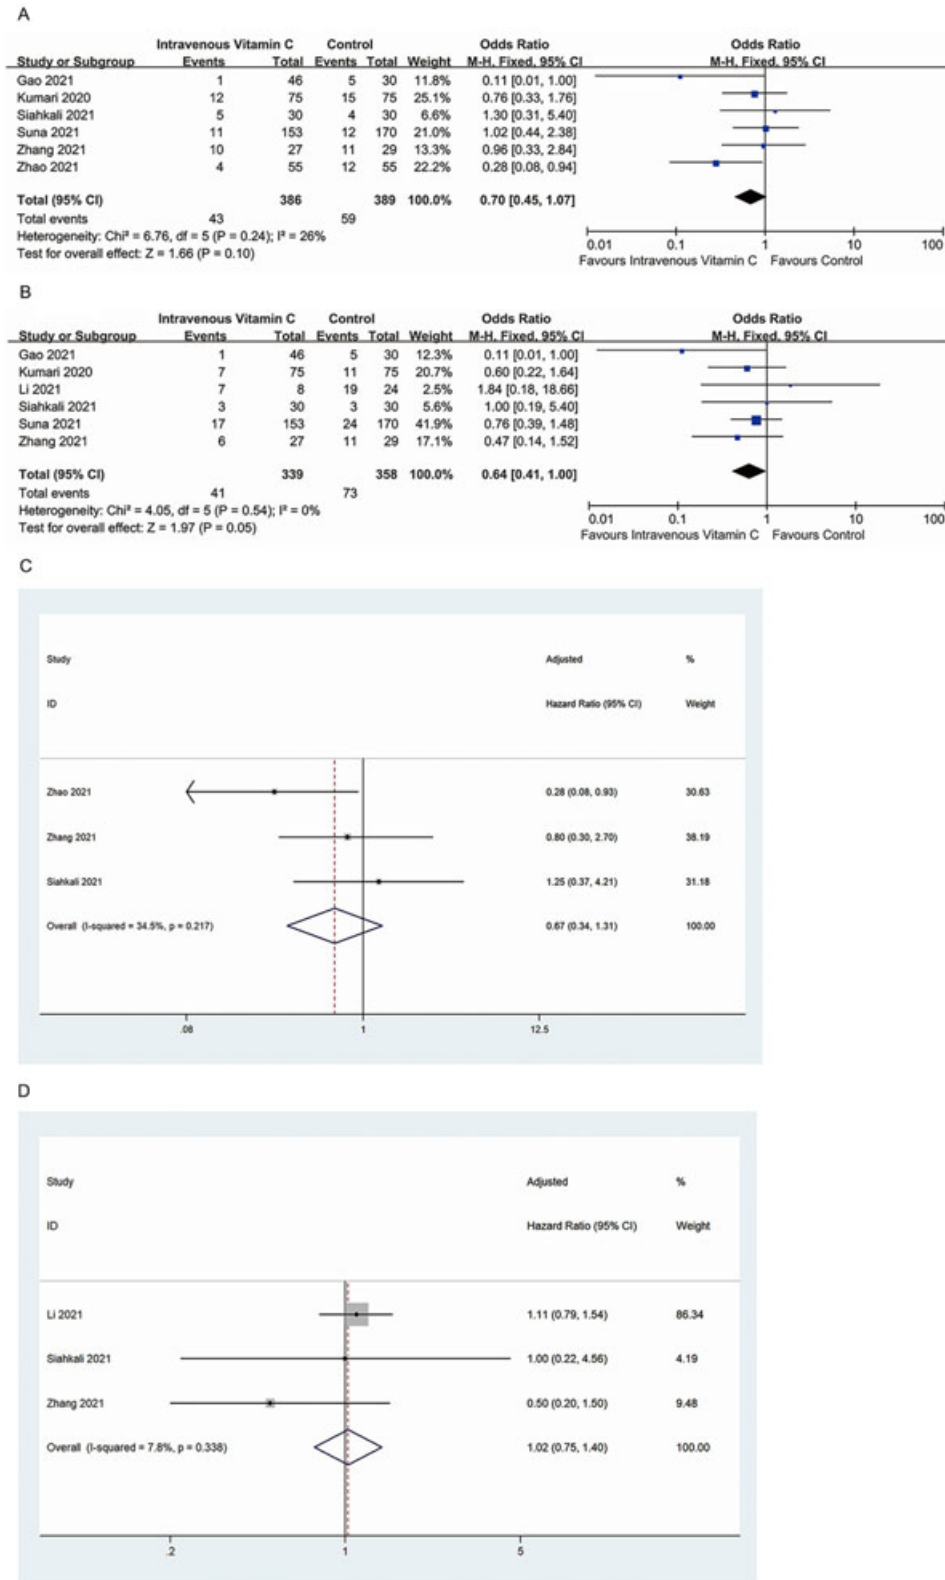 A
Intravenous Vitamin C Control Odds Ratio Odds Ratio
Study or Subgroup Events Total Events Total Weight M-H, Fixed, 95% CI M-H, Fixed, 95% CI
Gao 2021 1 46 5 30 11.8% 0.11 [0.01, 1.00]
Kumari 2020 12 75 15 75 25.1% 0.76 [0.33, 1.76]
Siahkali 2021 5 30 4 30 6.6% 1.30 [0.31, 5.40]
Suna 2021 11 153 12 170 21.0% 1.02 [0.44, 2.38]
Zhang 2021 10 27 11 29 13.3% 0.96 [0.33, 2.84]
Zhao 2021 4 55 12 55 22.2% 0.28 [0.08, 0.94]
Total (95% CI) 386 389 100.0% 0.70 [0.45, 1.07]
Total events 43 59
Heterogeneity: Chi² = 6.76, df = 5 (P = 0.24); I² = 26%
Test for overall effect: Z = 1.66 (P = 0.10)
0.01 0.1 1 10 100
Favours Intravenous Vitamin C Favours Control
B
Intravenous Vitamin C Control Odds Ratio Odds Ratio
Study or Subgroup Events Total Events Total Weight M-H, Fixed, 95% CI M-H, Fixed, 95% CI
Gao 2021 1 46 5 30 12.3% 0.11 [0.01, 1.00]
Kumari 2020 7 75 11 75 20.7% 0.60 [0.22, 1.64]
Li 2021 7 8 19 24 2.5% 1.84 [0.18, 18.66]
Siahkali 2021 3 30 3 30 5.6% 1.00 [0.19, 5.40]
Suna 2021 17 153 24 170 41.9% 0.76 [0.39, 1.48]
Zhang 2021 6 27 11 29 17.1% 0.47 [0.14, 1.52]
Total (95% CI) 339 358 100.0% 0.64 [0.41, 1.00]
Total events 41 73
Heterogeneity: Chi² = 4.05, df = 5 (P = 0.54); I² = 0%
Test for overall effect: Z = 1.97 (P = 0.05)
0.01 0.1 1 10 100
Favours Intravenous Vitamin C Favours Control
C
Study Adjusted %
ID Hazard Ratio (95% CI) Weight
Zhao 2021 0.28 (0.08, 0.93) 30.63
Zhang 2021 0.80 (0.30, 2.70) 38.19
Siahkali 2021 1.25 (0.37, 4.21) 31.18
Overall (I-squared = 34.5%, p = 0.217) 0.67 (0.34, 1.31) 100.00
.08 1 12.5
D
Study Adjusted %
ID Hazard Ratio (95% CI) Weight
Li 2021 1.11 (0.79, 1.54) 86.34
Siahkali 2021 1.00 (0.22, 4.56) 4.19
Zhang 2021 0.50 (0.20, 1.50) 9.48
Overall (I-squared = 7.8%, p = 0.338) 1.02 (0.75, 1.40) 100.00
.2 1 5